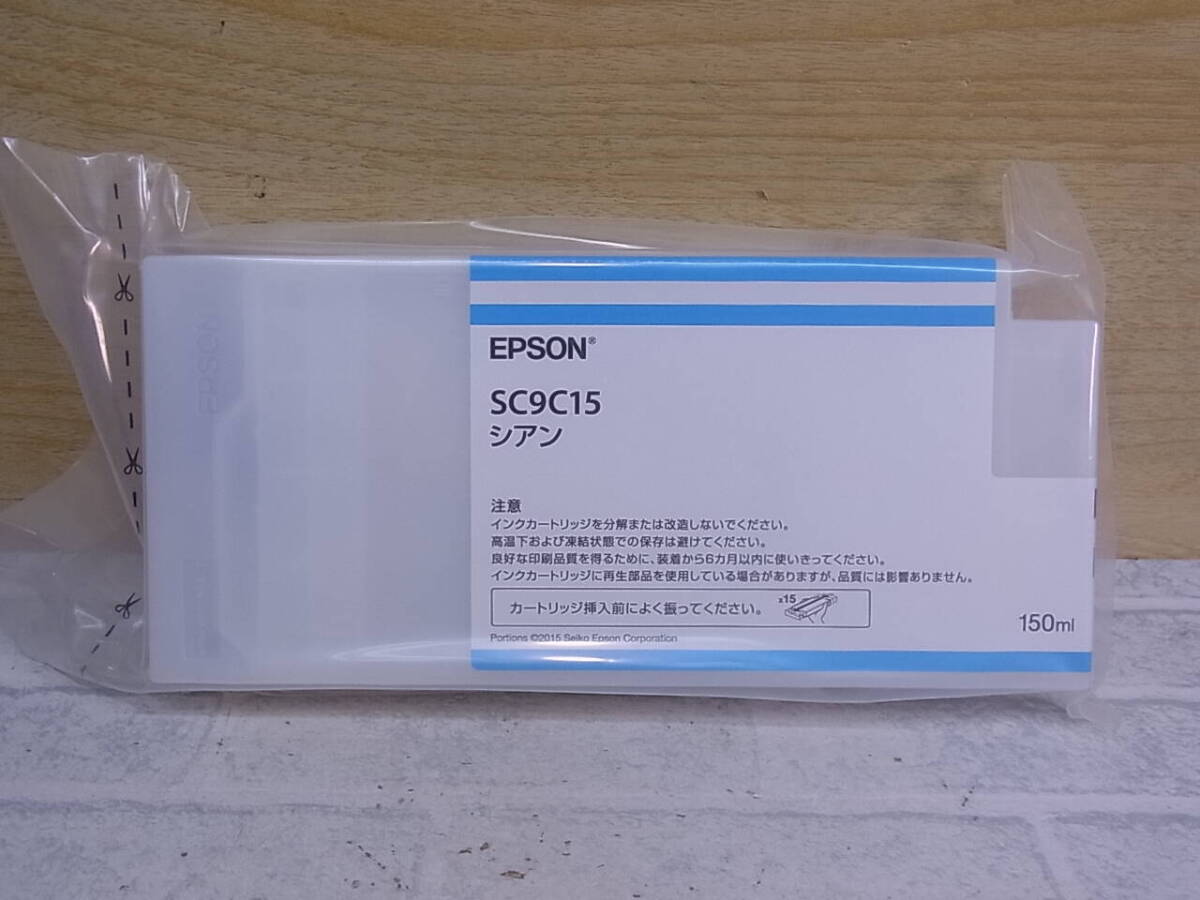 EPSON
EPSON®
SC9C15
シアン
注意
インクカートリッジを分解または改造しないでください。
高温下および凍結状態での保存は避けてください。
良好な印刷品質を得るために、装着から6カ月以内に使いきってください。
インクカートリッジに再生部品を使用している場合がありますが、品質には影響ありません。
カートリッジ挿入前によく振ってください。 x15
150ml
Portions ©2015 Seiko Epson Corporation